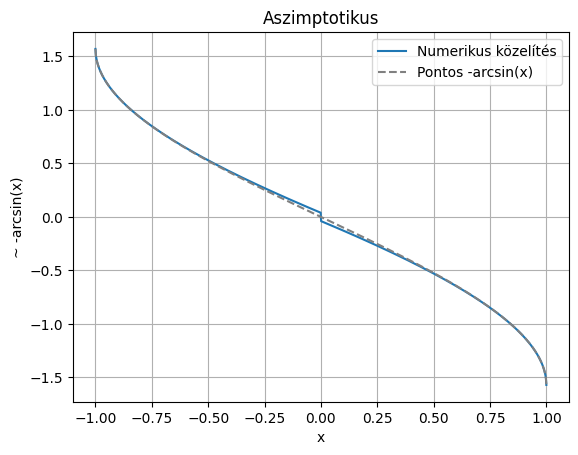 Aszimptotikus
Numerikus közelítés
Pontos -arcsin(x)
~ -arcsin(x)
1.5
1.0
0.5
0.0
−0.5
−1.0
−1.5
−1.00 −0.75 −0.50 −0.25 0.00 0.25 0.50 0.75 1.00
x